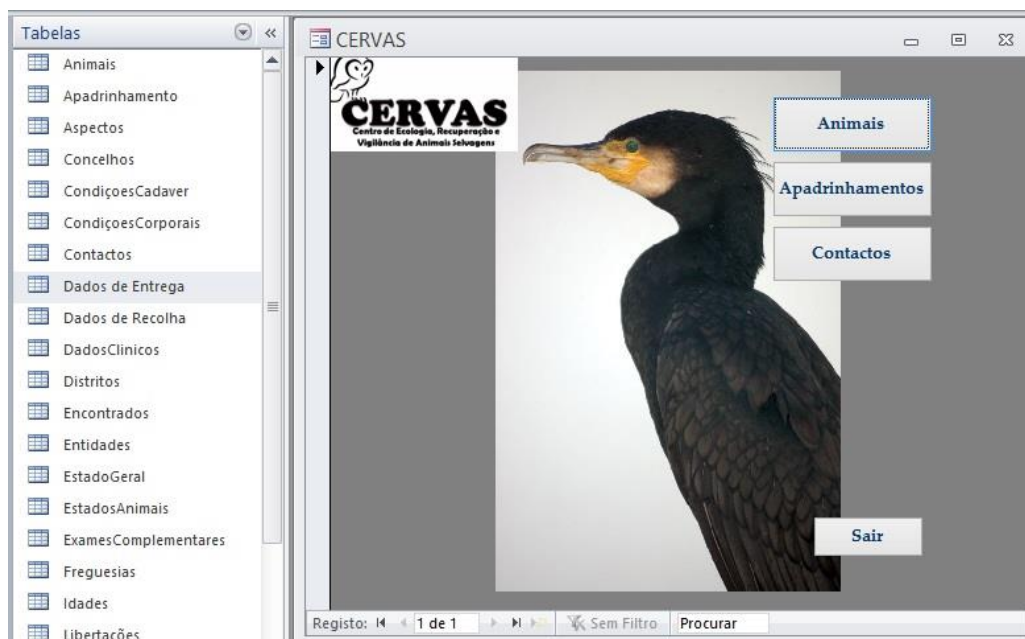 Tabelas
Animais
Apadrinhamento
Aspectos
Concelhos
CondiçoesCadaver
CondiçoesCorporais
Contactos
Dados de Entrega
Dados de Recolha
DadosClinicos
Distritos
Encontrados
Entidades
EstadoGeral
EstadosAnimais
ExamesComplementares
Freguesias
Idades
Libertações
CERVAS
CERVAS
Centro de Ecologia, Recuperação e
Vigilância de Animais Selvagens
Animais
Apadrinhamentos
Contactos
Sair
Registo: 1 de 1 Sem Filtro Procurar